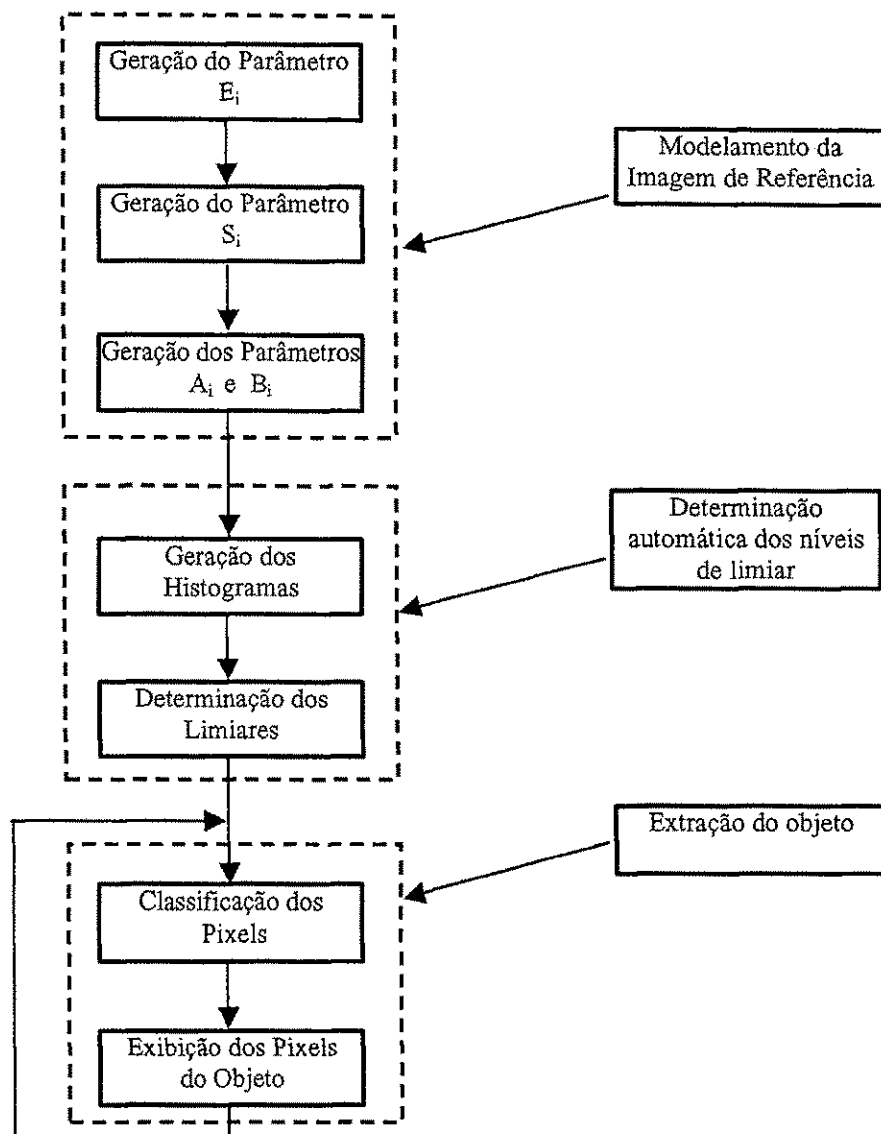 Geração do Parâmetro
Eᵢ
Modelamento da
Imagem de Referência
Geração do Parâmetro
Sᵢ
Geração dos Parâmetros
Aᵢ e Bᵢ
Determinação
automática dos níveis
de limiar
Geração dos
Histogramas
Determinação dos
Limiares
Extração do objeto
Classificação dos
Pixels
Exibição dos Pixels
do Objeto